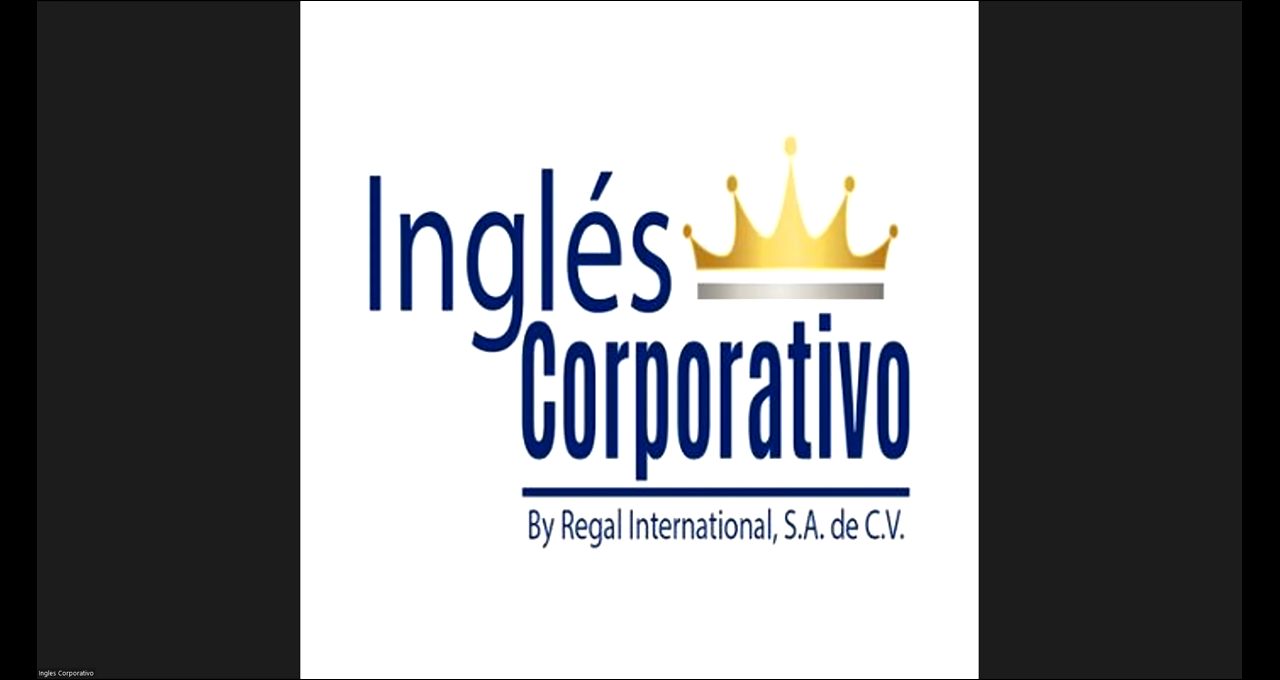 Inglés
Corporativo
By Regal International, S.A. de C.V.
Ingles Corporativo